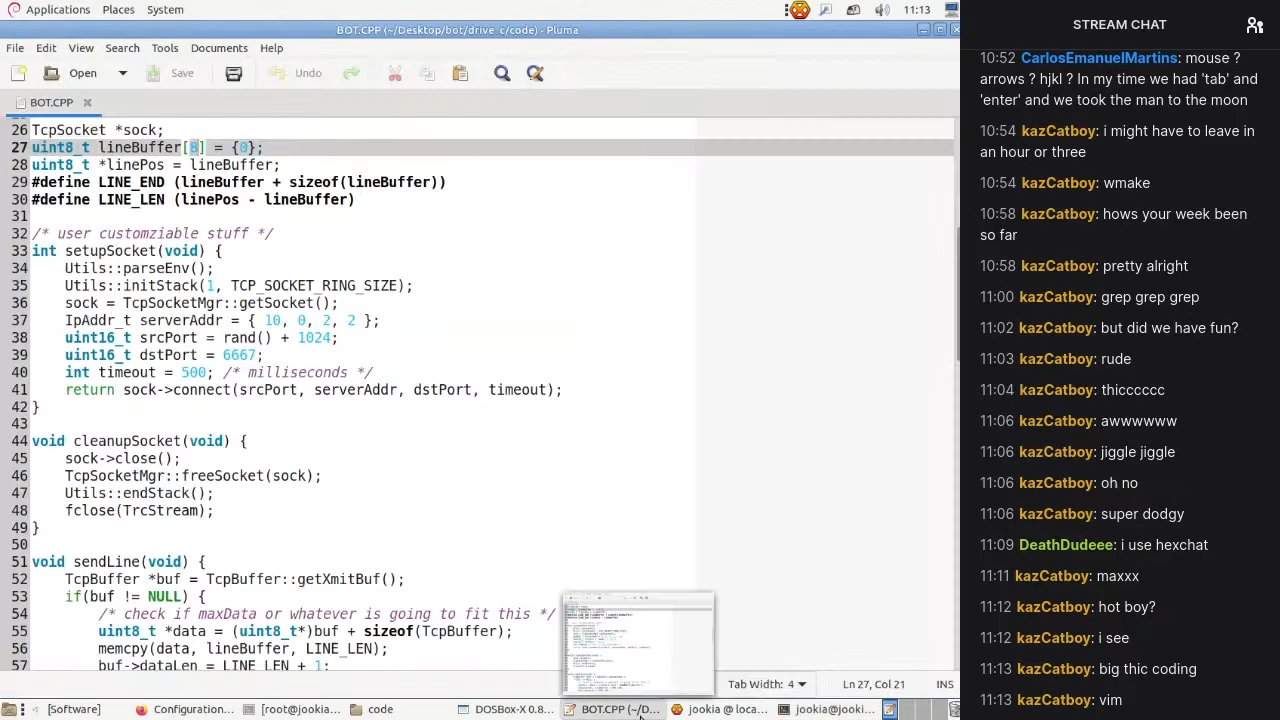 Applications Places System
11:13
BOT.CPP (~/Desktop/bot/drive_c/code) - Pluma
File Edit View Search Tools Documents Help
Open Save Undo
BOT.CPP
26 TcpSocket *sock;
27 uint8_t lineBuffer[8] = {0};
28 uint8_t *linePos = lineBuffer;
29 #define LINE_END (lineBuffer + sizeof(lineBuffer))
30 #define LINE_LEN (linePos - lineBuffer)
31
32 /* user customziable stuff */
33 int setupSocket(void) {
34 Utils::parseEnv();
35 Utils::initStack(1, TCP_SOCKET_RING_SIZE);
36 sock = TcpSocketMgr::getSocket();
37 IpAddr_t serverAddr = { 10, 0, 2, 2 };
38 uint16_t srcPort = rand() + 1024;
39 uint16_t dstPort = 6667;
40 int timeout = 500; /* milliseconds */
41 return sock->connect(srcPort, serverAddr, dstPort, timeout);
42 }
43
44 void cleanupSocket(void) {
45 sock->close();
46 TcpSocketMgr::freeSocket(sock);
47 Utils::endStack();
48 fclose(TrcStream);
49 }
50
51 void sendLine(void) {
52 TcpBuffer *buf = TcpBuffer::getXmitBuf();
53 if(buf != NULL) {
54 /* check if maxData or whatever is going to fit this */
55 uint8_t *data = (uint8_t*)buf + sizeof(TcpBuffer);
56 memcpy(data, lineBuffer, LINE_LEN);
57 buf->dataLen = LINE_LEN + 1;
Ln 27, Col 21 INS
[Software] Configuration... [root@jookia... code DOSBox-X 0.8... BOT.CPP (~/D... jookia @ loca... jookia@jooki...
STREAM CHAT
10:52 CarlosEmanuelMartins: mouse ?
arrows ? hjkl ? In my time we had 'tab' and
'enter' and we took the man to the moon
10:54 kazCatboy: i might have to leave in
an hour or three
10:54 kazCatboy: wmake
10:58 kazCatboy: hows your week been
so far
10:58 kazCatboy: pretty alright
11:00 kazCatboy: grep grep grep
11:02 kazCatboy: but did we have fun?
11:03 kazCatboy: rude
11:04 kazCatboy: thicccccc
11:06 kazCatboy: awwwwww
11:06 kazCatboy: jiggle jiggle
11:06 kazCatboy: oh no
11:06 kazCatboy: super dodgy
11:09 DeathDudeee: i use hexchat
11:11 kazCatboy: maxxx
11:12 kazCatboy: hot boy?
11:12 kazCatboy: i see
11:13 kazCatboy: big thic coding
11:13 kazCatboy: vim